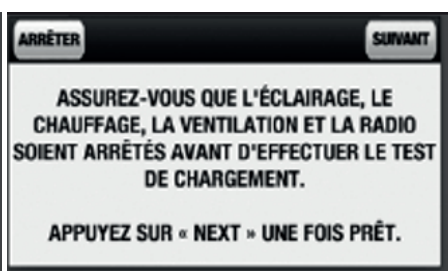 ARRÊTER SUIVANT
ASSUREZ-VOUS QUE L'ÉCLAIRAGE, LE
CHAUFFAGE, LA VENTILATION ET LA RADIO
SOIENT ARRÊTÉS AVANT D'EFFECTUER LE TEST
DE CHARGEMENT.
APPUYEZ SUR « NEXT » UNE FOIS PRÊT.